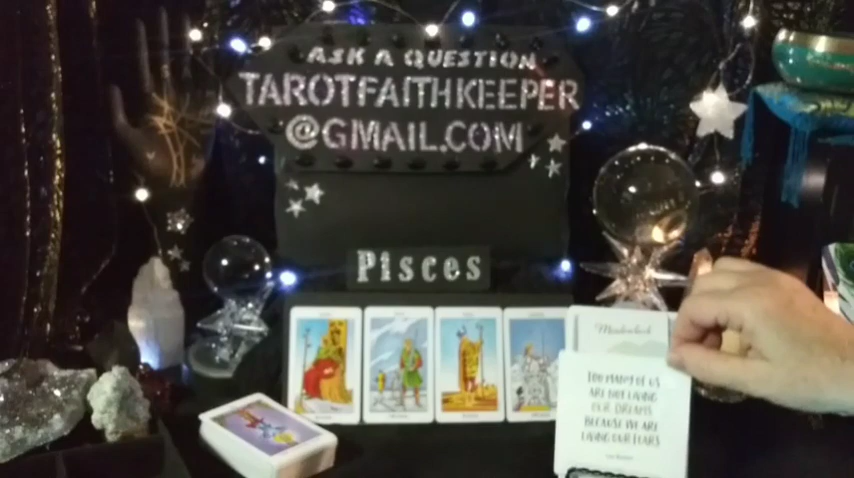 ASK A QUESTION
TAROTFAITHKEEPER
@GMAIL.COM
Pisces
TOO MANY OF US
ARE NOT LIVING
OUR DREAMS
BECAUSE WE ARE
LIVING OUR FEARS